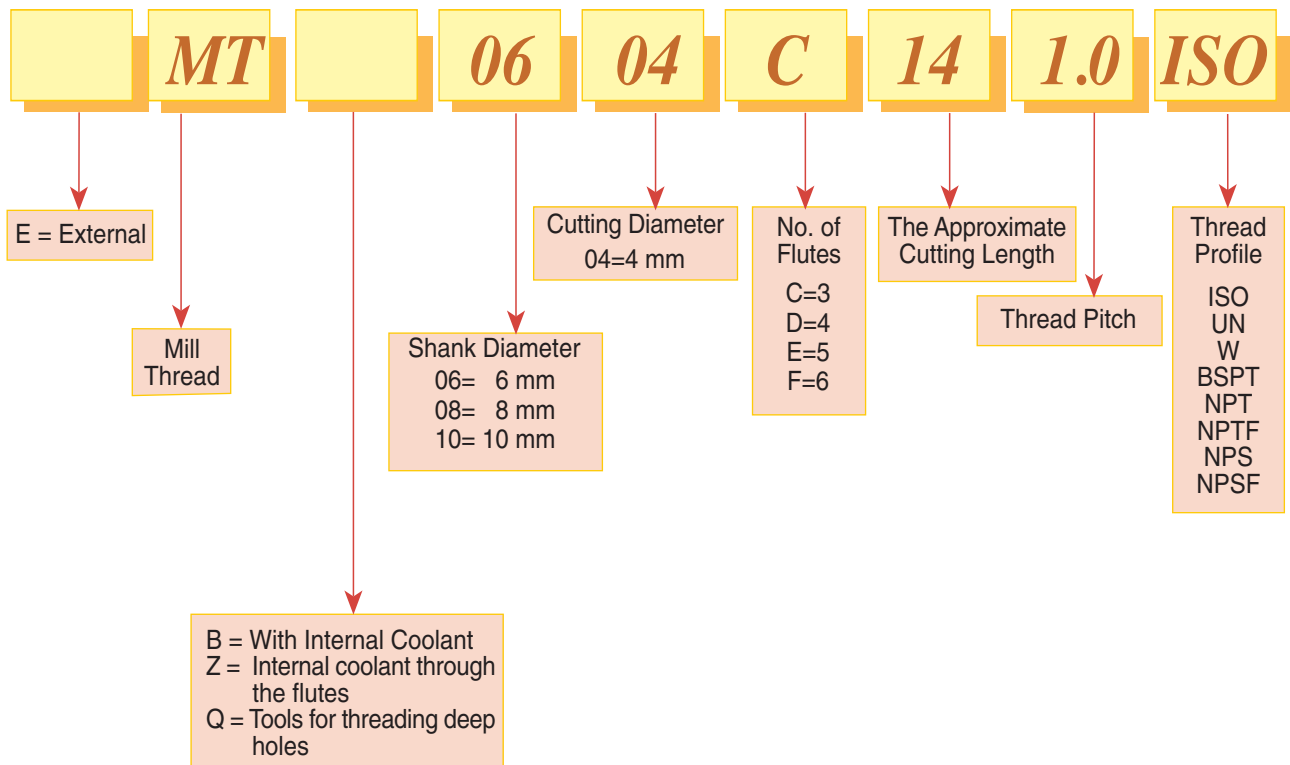 MT 06 04 C 14 1.0 ISO
E = External
Mill
Thread
B = With Internal Coolant
Z = Internal coolant through
the flutes
Q = Tools for threading deep
holes
Shank Diameter
06= 6 mm
08= 8 mm
10= 10 mm
Cutting Diameter
04=4 mm
No. of
Flutes
C=3
D=4
E=5
F=6
The Approximate
Cutting Length
Thread Pitch
Thread
Profile
ISO
UN
W
BSPT
NPT
NPTF
NPS
NPSF